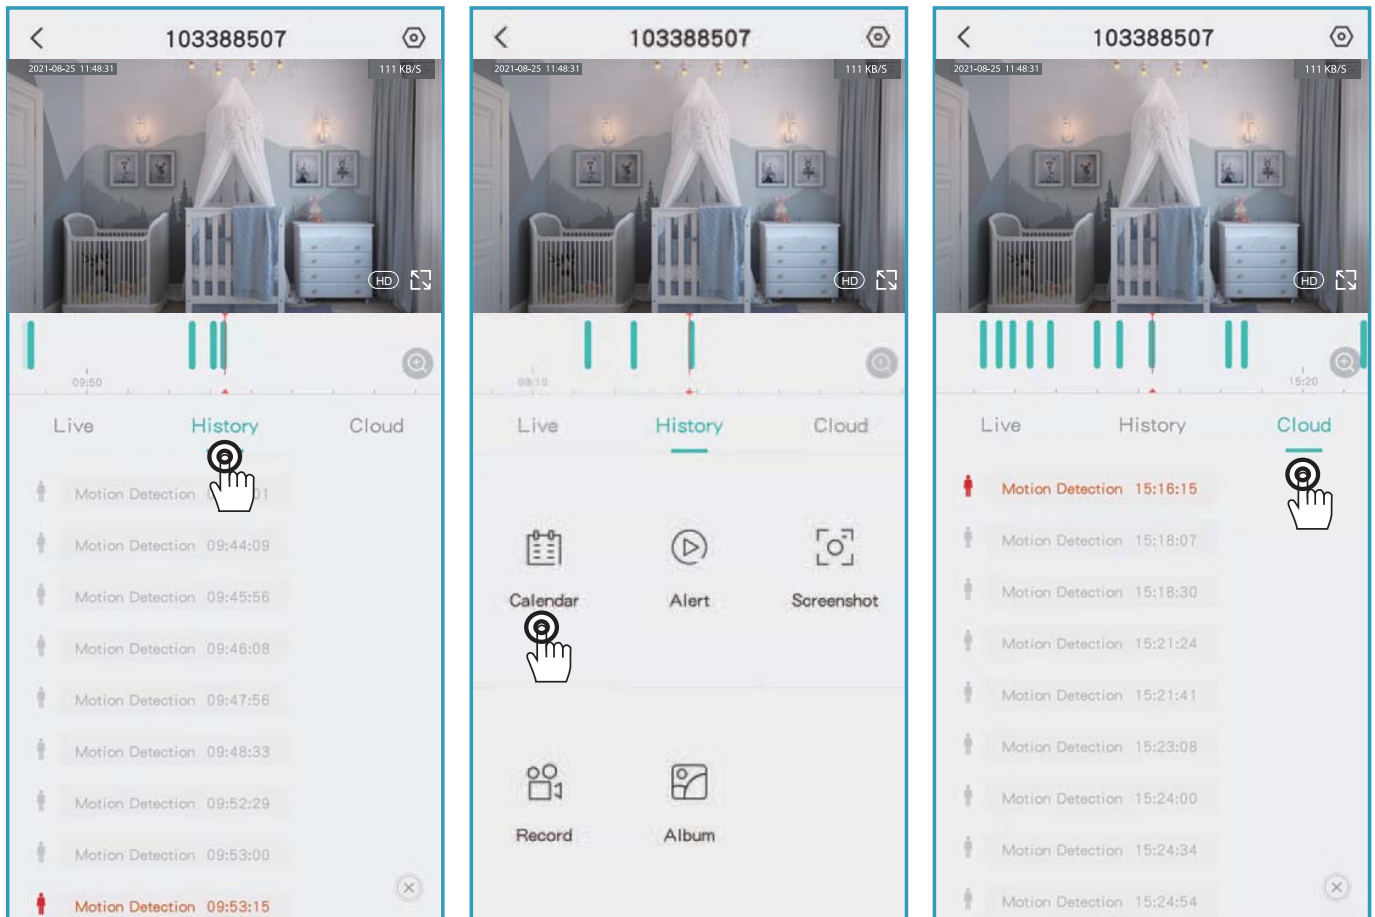 103388507
2021-08-25 11:48:31
111 KB/S
HD
09:50
Live History Cloud
Motion Detection
Motion Detection 09:44:09
Motion Detection 09:45:56
Motion Detection 09:46:08
Motion Detection 09:47:56
Motion Detection 09:48:33
Motion Detection 09:52:29
Motion Detection 09:53:00
Motion Detection 09:53:15
103388507
2021-08-25 11:48:31
111 KB/S
HD
09:10
Live History Cloud
Calendar Alert Screenshot
Record Album
103388507
2021-08-25 11:48:31
111 KB/S
HD
15:20
Live History Cloud
Motion Detection 15:16:15
Motion Detection 15:18:07
Motion Detection 15:18:30
Motion Detection 15:21:24
Motion Detection 15:21:41
Motion Detection 15:23:08
Motion Detection 15:24:00
Motion Detection 15:24:34
Motion Detection 15:24:54